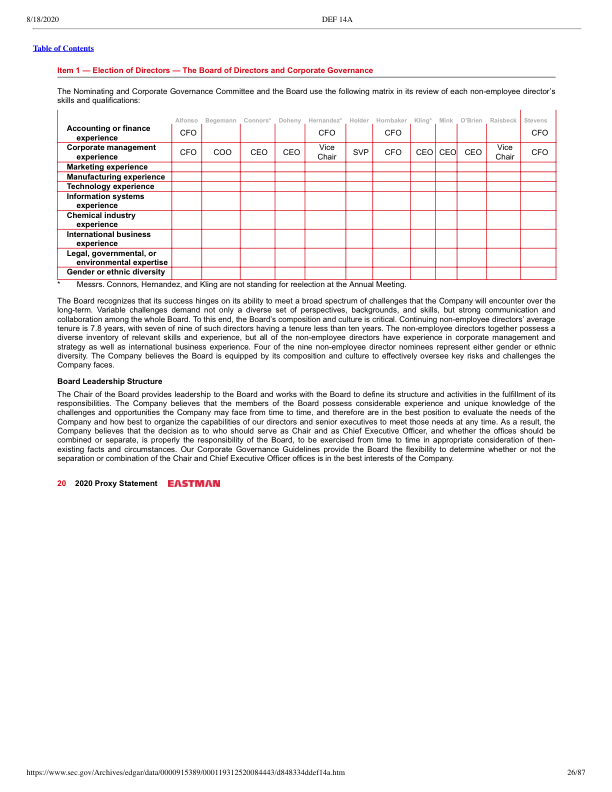 8/18/2020 DEF 14A
Table of Contents
Item 1 — Election of Directors — The Board of Directors and Corporate Governance
The Nominating and Corporate Governance Committee and the Board use the following matrix in its review of each non-employee director's
skills and qualifications:
Alfonso Begemann Connors* Doheny Hernandez* Holder Hornbaker Kling* Mink O'Brien Raisbeck Stevens
Accounting or finance
experience CFO CFO CFO CFO
Corporate management
experience CFO COO CEO CEO Vice Chair SVP CFO CEO CEO CEO Vice Chair CFO
Marketing experience
Manufacturing experience
Technology experience
Information systems
experience
Chemical industry
experience
International business
experience
Legal, governmental, or
environmental expertise
Gender or ethnic diversity
* Messrs. Connors, Hernandez, and Kling are not standing for reelection at the Annual Meeting.
The Board recognizes that its success hinges on its ability to meet a broad spectrum of challenges that the Company will encounter over the
long-term. Variable challenges demand not only a diverse set of perspectives, backgrounds, and skills, but strong communication and
collaboration among the whole Board. To this end, the Board's composition and culture is critical. Continuing non-employee directors' average
tenure is 7.8 years, with seven of nine of such directors having a tenure less than ten years. The non-employee directors together possess a
diverse inventory of relevant skills and experience, but all of the non-employee directors have experience in corporate management and
strategy as well as international business experience. Four of the nine non-employee director nominees represent either gender or ethnic
diversity. The Company believes the Board is equipped by its composition and culture to effectively oversee key risks and challenges the
Company faces.
Board Leadership Structure
The Chair of the Board provides leadership to the Board and works with the Board to define its structure and activities in the fulfillment of its
responsibilities. The Company believes that the members of the Board possess considerable experience and unique knowledge of the
challenges and opportunities the Company may face from time to time, and therefore are in the best position to evaluate the needs of the
Company and how best to organize the capabilities of our directors and senior executives to meet those needs at any time. As a result, the
Company believes that the decision as to who should serve as Chair and as Chief Executive Officer, and whether the offices should be
combined or separate, is properly the responsibility of the Board, to be exercised from time to time in appropriate consideration of then-
existing facts and circumstances. Our Corporate Governance Guidelines provide the Board the flexibility to determine whether or not the
separation or combination of the Chair and Chief Executive Officer offices is in the best interests of the Company.
20 2020 Proxy Statement EASTMAN
https://www.sec.gov/Archives/edgar/data/0000915389/000119312520084443/d848334ddef14a.htm 26/87